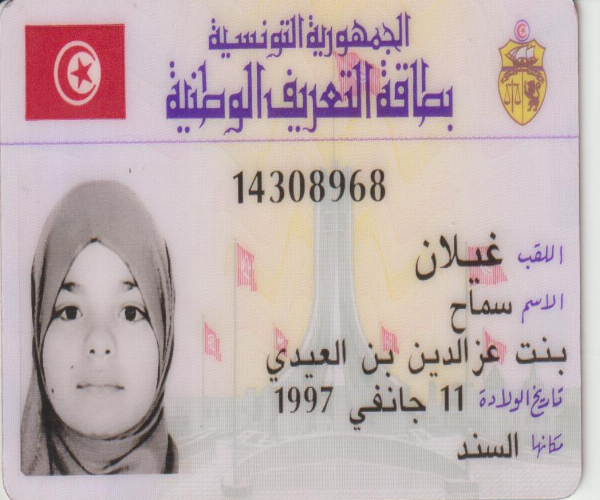 الجمهورية التونسية
بطاقة التعريف الوطنية
14308968
اللقب غيلان
الاسم سماح
بنت عزالدين بن العيدي
تاريخ الولادة 11 جانفي 1997
مكانها السند